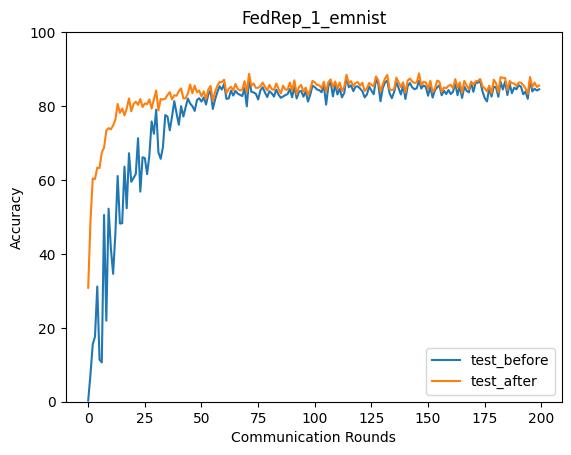 FedRep_1_emnist
100
80
60
40
20
0
Accuracy
0 25 50 75 100 125 150 175 200
Communication Rounds
test_before
test_after